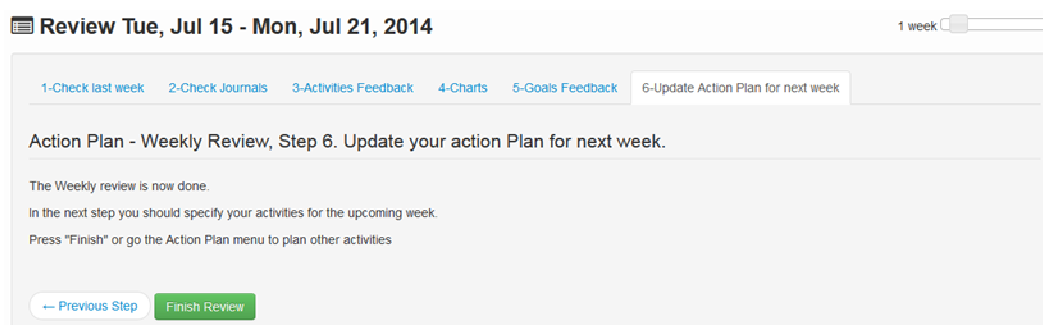 Review Tue, Jul 15 - Mon, Jul 21, 2014
1 week
1-Check last week 2-Check Journals 3-Activities Feedback 4-Charts 5-Goals Feedback 6-Update Action Plan for next week
Action Plan - Weekly Review, Step 6. Update your action Plan for next week.
The Weekly review is now done.
In the next step you should specify your activities for the upcoming week.
Press "Finish" or go the Action Plan menu to plan other activities
← Previous Step Finish Review